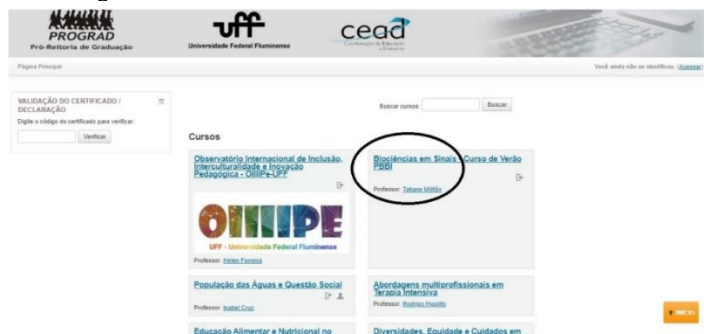 PROGRAD
Pró-Reitoria de Graduação
uff
Universidade Federal Fluminense
cead
Página Principal
Você ainda não se identificou (Acessar)
VALIDAÇÃO DO CERTIFICADO /
DECLARAÇÃO
Digite o código do certificado para verificar
Verificar
Buscar cursos:
Buscar
Cursos
Observatório Internacional de Inclusão,
Interculturalidade e Inovação
Pedagógica - OIIIPe-UFF
OIIIIPE
UFF - Universidade Federal Fluminense
Professor: Helen Ferreira
Biociências em Sinais - Curso de Verão
PBBI
Professor: Tatiane Militão
População das Águas e Questão Social
Professor: Isabel Cruz
Abordagens multiprofissionais em
Terapia Intensiva
Professor: Rodrigo Hipolito
Educação Alimentar e Nutricional no
Diversidades, Equidade e Cuidados em
INÍCIO